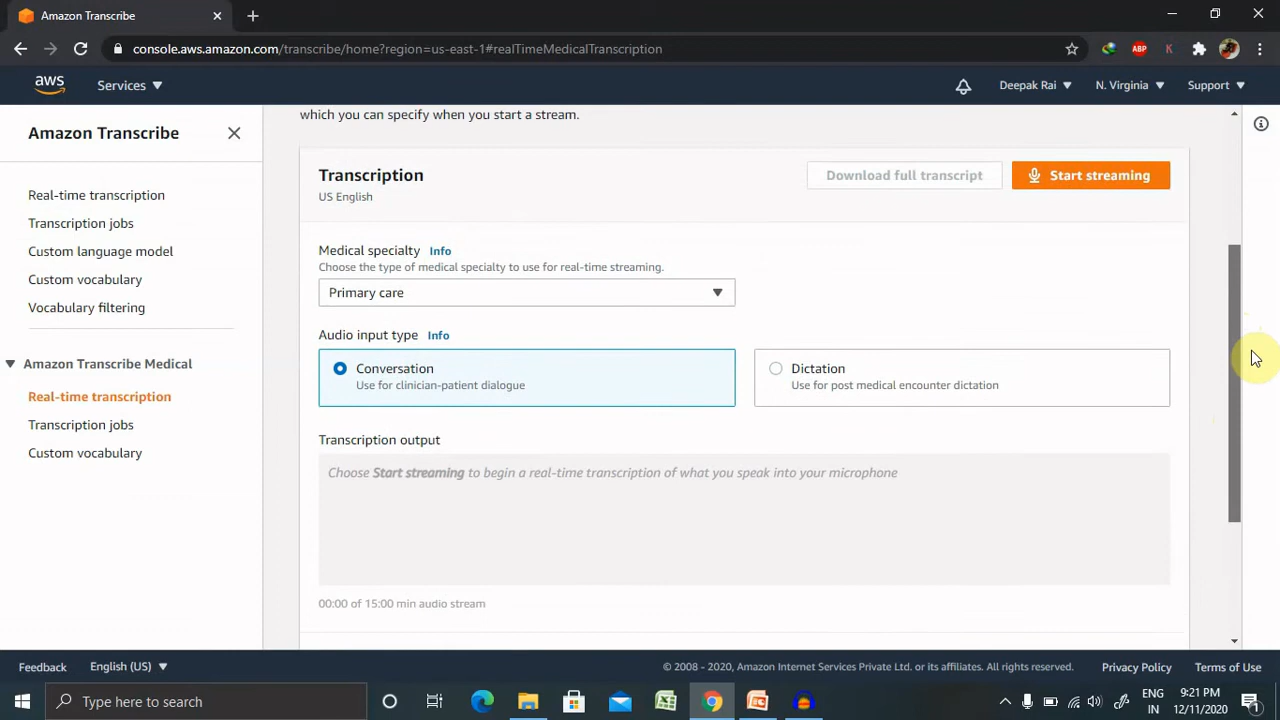 Amazon Transcribe
console.aws.amazon.com/transcribe/home?region=us-east-1#realTimeMedicalTranscription
ABP
K
aws
Services
Deepak Rai
N. Virginia
Support
Amazon Transcribe
Real-time transcription
Transcription jobs
Custom language model
Custom vocabulary
Vocabulary filtering
Amazon Transcribe Medical
Real-time transcription
Transcription jobs
Custom vocabulary
which you can specify when you start a stream.
Transcription
US English
Download full transcript
Start streaming
Medical specialty Info
Choose the type of medical specialty to use for real-time streaming.
Primary care
Audio input type Info
Conversation
Use for clinician-patient dialogue
Dictation
Use for post medical encounter dictation
Transcription output
Choose Start streaming to begin a real-time transcription of what you speak into your microphone
00:00 of 15:00 min audio stream
Feedback
English (US)
© 2008 - 2020, Amazon Internet Services Private Ltd. or its affiliates. All rights reserved.
Privacy Policy
Terms of Use
Type here to search
ENG
IN
9:21 PM
12/11/2020
1